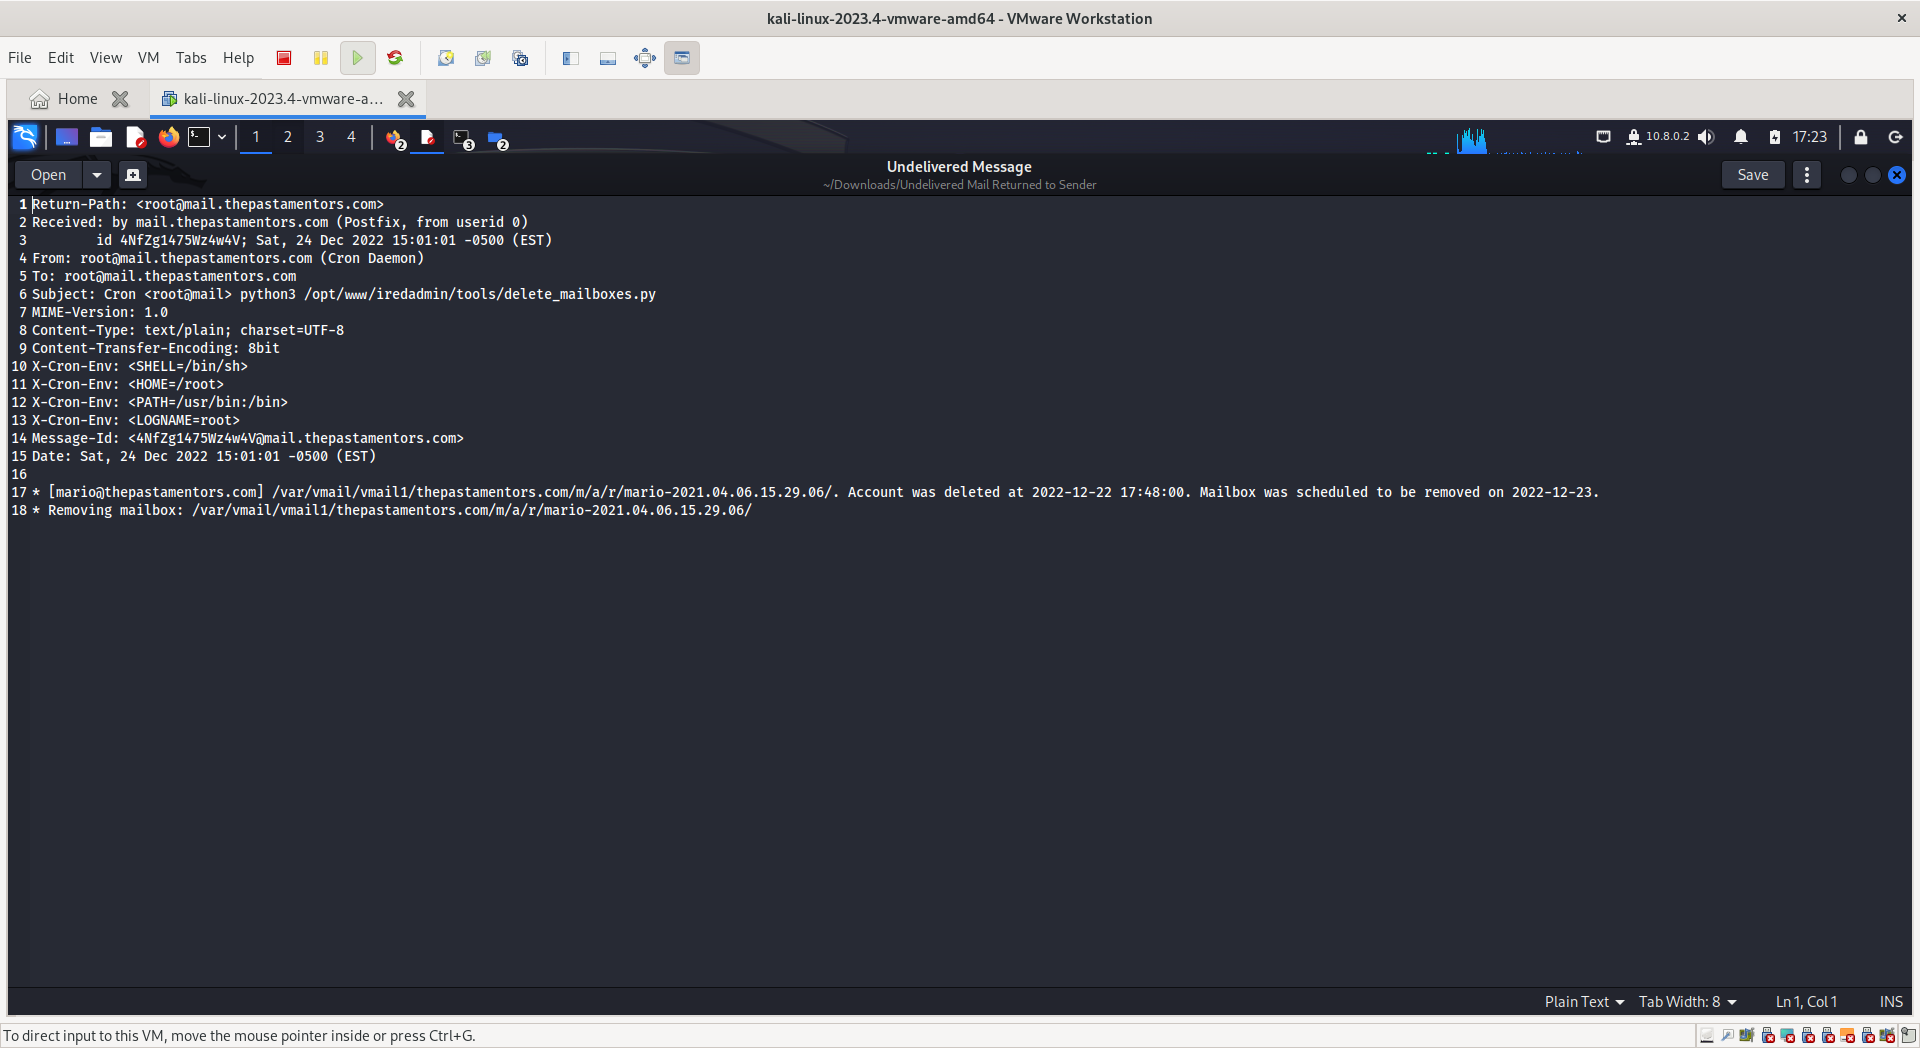 kali-linux-2023.4-vmware-amd64 - VMware Workstation
File Edit View VM Tabs Help
Home kali-linux-2023.4-vmware-a...
1 2 3 4 2 3 2 10.8.0.2 17:23
Open Undelivered Message Save
~/Downloads/Undelivered Mail Returned to Sender
1 Return-Path: <root@mail.thepastamentors.com>
2 Received: by mail.thepastamentors.com (Postfix, from userid 0)
3 id 4NfZg1475Wz4w4V; Sat, 24 Dec 2022 15:01:01 -0500 (EST)
4 From: root@mail.thepastamentors.com (Cron Daemon)
5 To: root@mail.thepastamentors.com
6 Subject: Cron <root@mail> python3 /opt/www/iredadmin/tools/delete_mailboxes.py
7 MIME-Version: 1.0
8 Content-Type: text/plain; charset=UTF-8
9 Content-Transfer-Encoding: 8bit
10 X-Cron-Env: <SHELL=/bin/sh>
11 X-Cron-Env: <HOME=/root>
12 X-Cron-Env: <PATH=/usr/bin:/bin>
13 X-Cron-Env: <LOGNAME=root>
14 Message-Id: <4NfZg1475Wz4w4V@mail.thepastamentors.com>
15 Date: Sat, 24 Dec 2022 15:01:01 -0500 (EST)
16
17 * [mario@thepastamentors.com] /var/vmail/vmail1/thepastamentors.com/m/a/r/mario-2021.04.06.15.29.06/. Account was deleted at 2022-12-22 17:48:00. Mailbox was scheduled to be removed on 2022-12-23.
18 * Removing mailbox: /var/vmail/vmail1/thepastamentors.com/m/a/r/mario-2021.04.06.15.29.06/
Plain Text Tab Width: 8 Ln 1, Col 1 INS
To direct input to this VM, move the mouse pointer inside or press Ctrl+G.